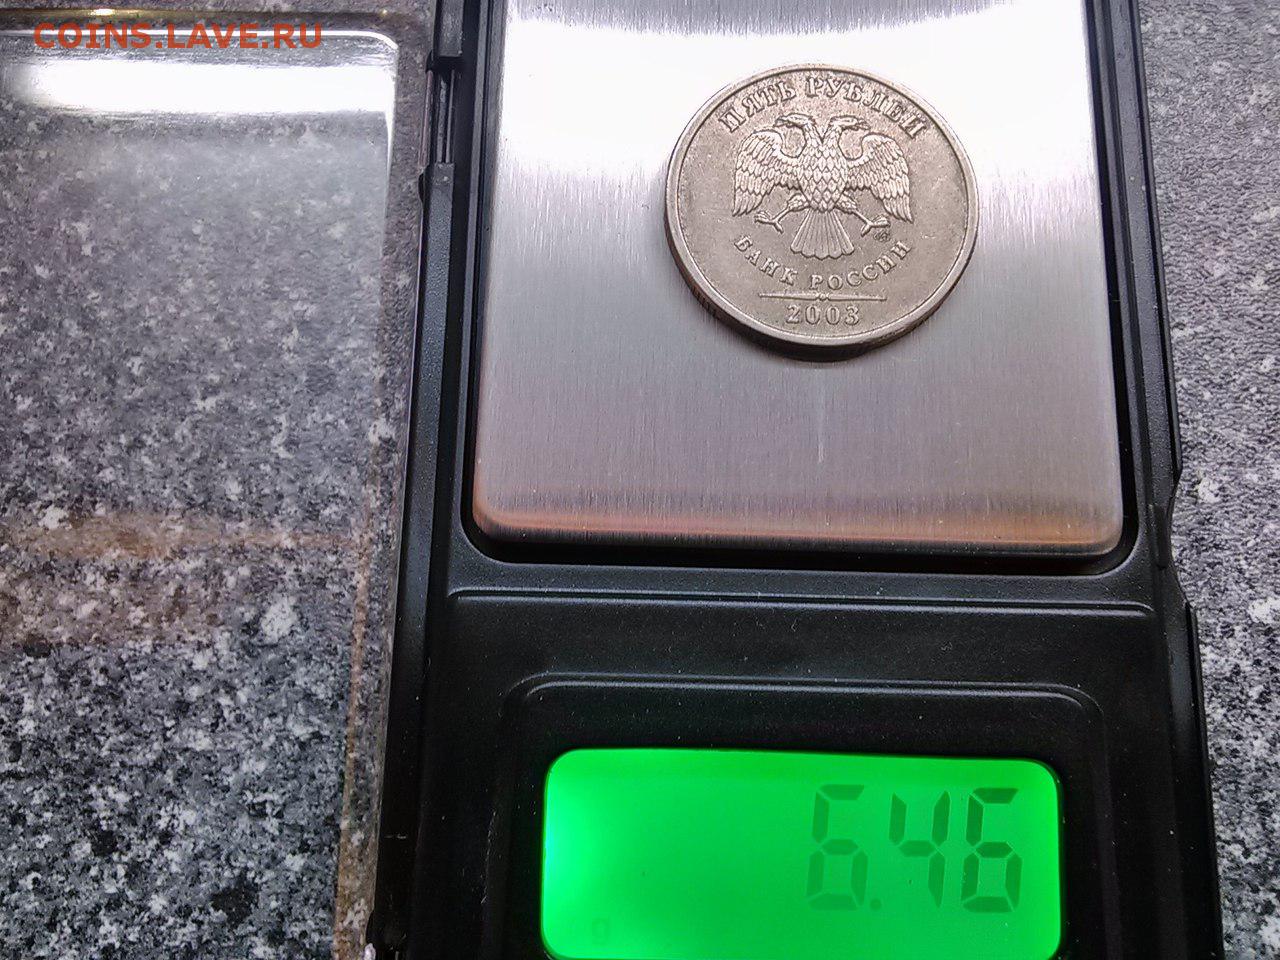 COINS.LAVE.RU
ПЯТЬ РУБЛЕЙ
БАНК РОССИИ
2003
6.46
g